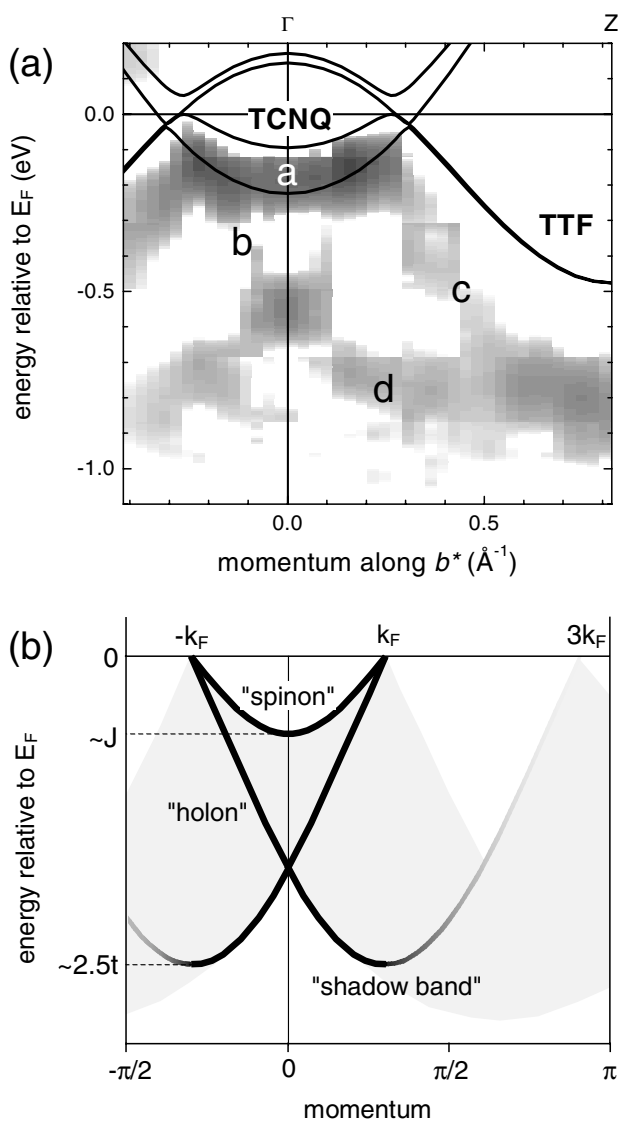 Γ
Z
(a)
0.0
-0.5
-1.0
energy relative to E_F (eV)
TCNQ
a
b
TTF
c
d
0.0
0.5
momentum along b* (Å⁻¹)
(b)
-k_F
k_F
3k_F
0
"spinon"
~J
"holon"
~2.5t
"shadow band"
energy relative to E_F
-π/2
0
π/2
π
momentum